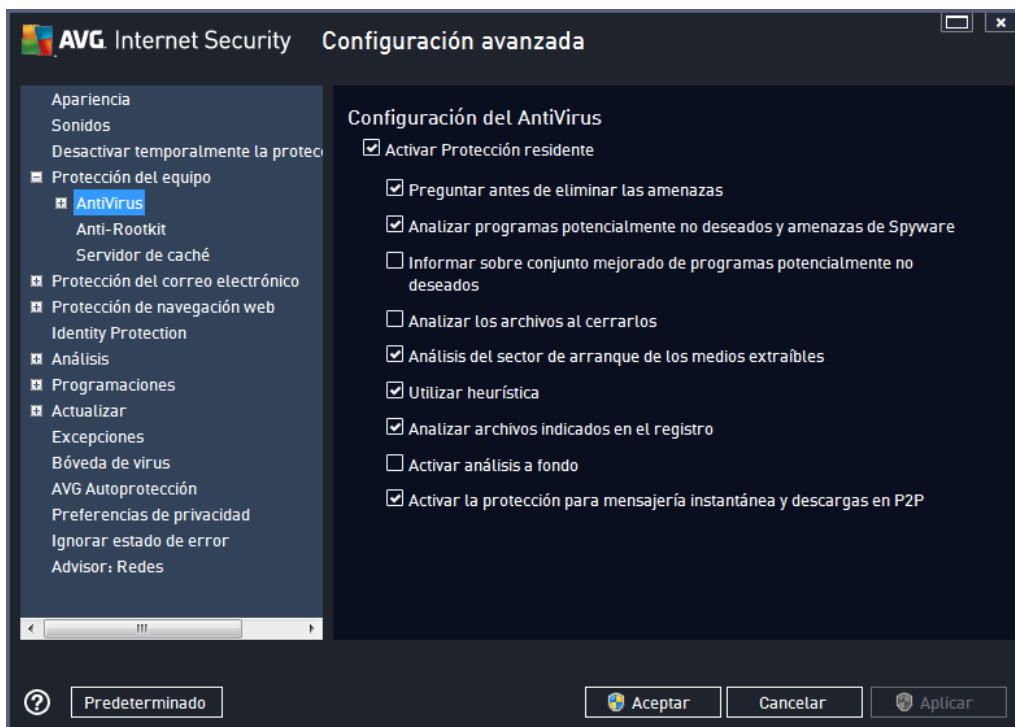 AVG. Internet Security Configuración avanzada
Apariencia
Sonidos
Desactivar temporalmente la protec
Protección del equipo
AntiVirus
Anti-Rootkit
Servidor de caché
Protección del correo electrónico
Protección de navegación web
Identity Protection
Análisis
Programaciones
Actualizar
Excepciones
Bóveda de virus
AVG Autoprotección
Preferencias de privacidad
Ignorar estado de error
Advisor: Redes
Configuración del AntiVirus
Activar Protección residente
Preguntar antes de eliminar las amenazas
Analizar programas potencialmente no deseados y amenazas de Spyware
Informar sobre conjunto mejorado de programas potencialmente no
deseados
Analizar los archivos al cerrarlos
Análisis del sector de arranque de los medios extraíbles
Utilizar heurística
Analizar archivos indicados en el registro
Activar análisis a fondo
Activar la protección para mensajería instantánea y descargas en P2P
? Predeterminado Aceptar Cancelar Aplicar